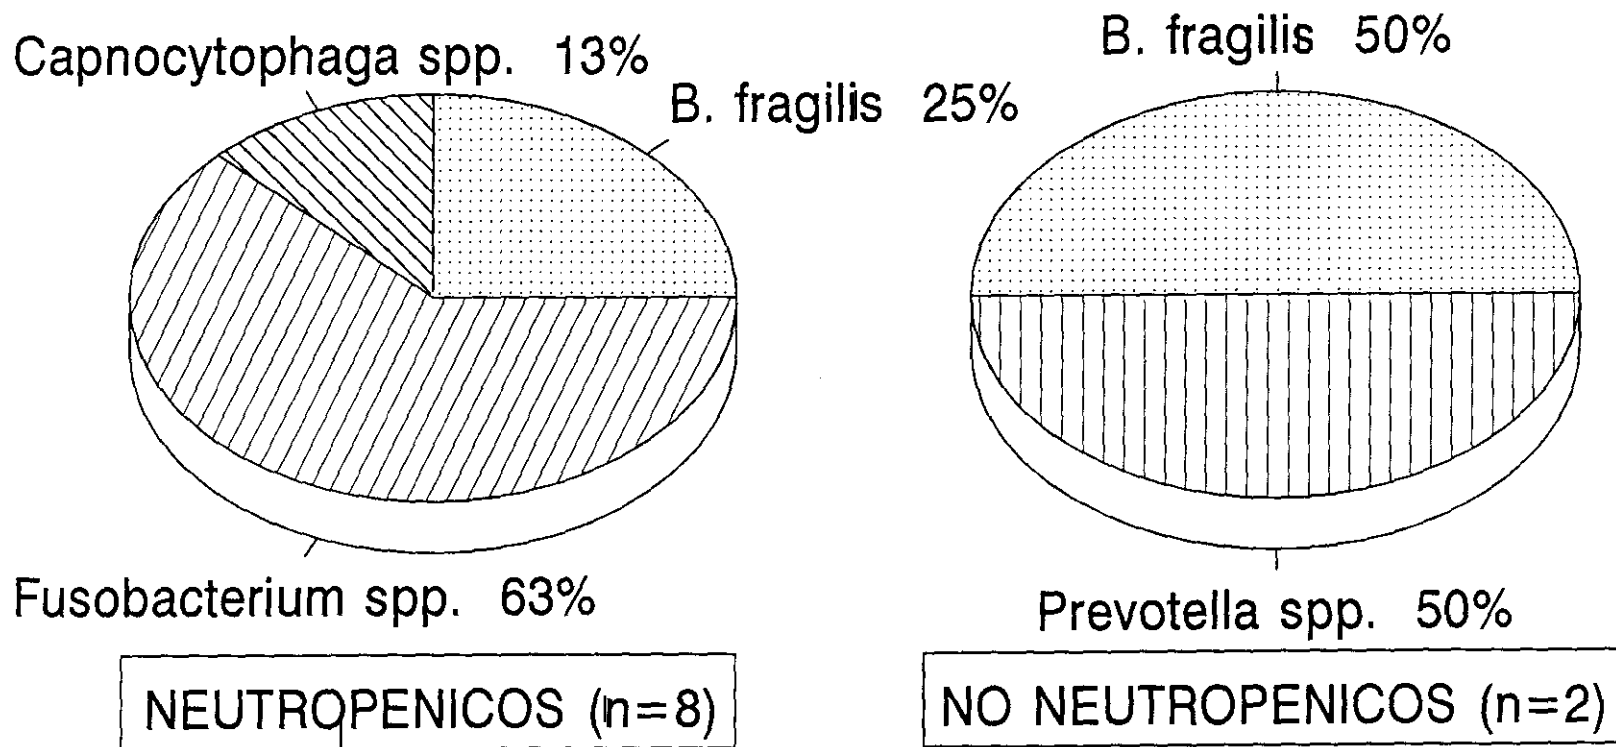 Capnocytophaga spp. 13%
B. fragilis 25%
Fusobacterium spp. 63%
NEUTROPENICOS (n=8)
B. fragilis 50%
Prevotella spp. 50%
NO NEUTROPENICOS (n=2)